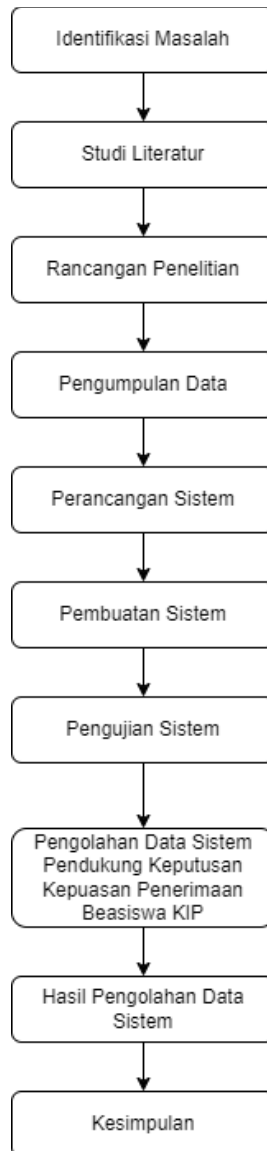 Identifikasi Masalah
Studi Literatur
Rancangan Penelitian
Pengumpulan Data
Perancangan Sistem
Pembuatan Sistem
Pengujian Sistem
Pengolahan Data Sistem
Pendukung Keputusan
Kepuasan Penerimaan
Beasiswa KIP
Hasil Pengolahan Data
Sistem
Kesimpulan